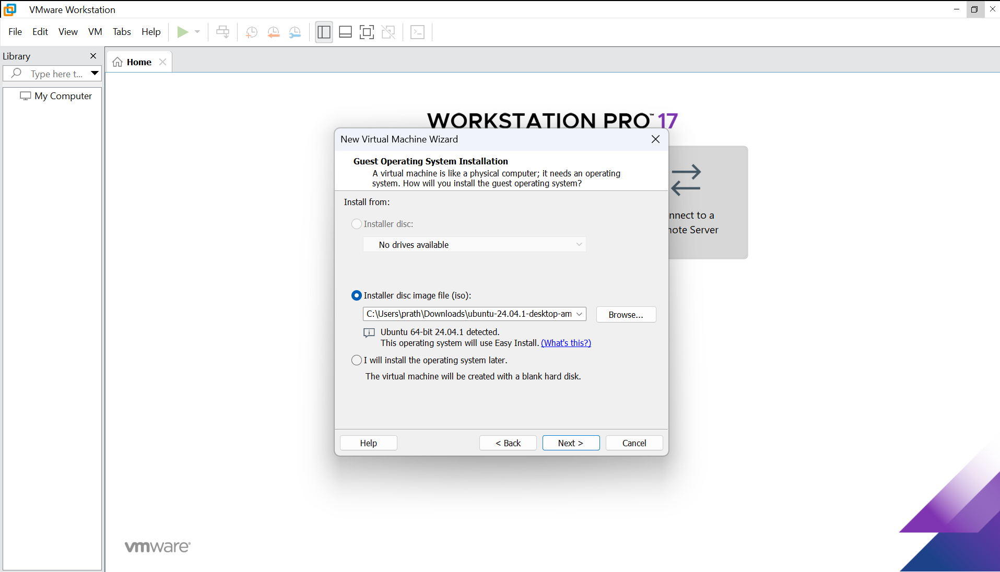 VMware Workstation
File Edit View VM Tabs Help
Library
Type here t...
My Computer
Home
WORKSTATION PRO™ 17
New Virtual Machine Wizard
Guest Operating System Installation
A virtual machine is like a physical computer; it needs an operating
system. How will you install the guest operating system?
Install from:
Installer disc:
No drives available
Installer disc image file (iso):
C:\Users\prath\Downloads\ubuntu-24.04.1-desktop-am
Browse...
Ubuntu 64-bit 24.04.1 detected.
This operating system will use Easy Install. (What's this?)
I will install the operating system later.
The virtual machine will be created with a blank hard disk.
Help
< Back
Next >
Cancel
nnect to a
note Server
vmware®